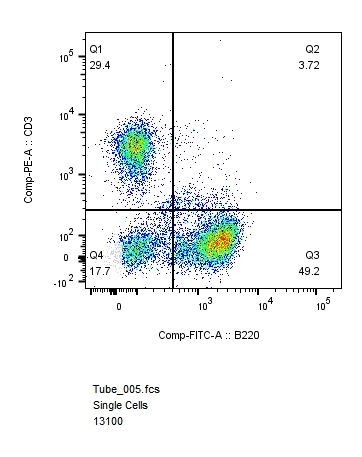 Q1
29.4
Q2
3.72
10^5
10^4
10^3
10^2
0
-10^2
Comp-PE-A :: CD3
Q4
17.7
Q3
49.2
0
10^3
10^4
10^5
Comp-FITC-A :: B220
Tube_005.fcs
Single Cells
13100